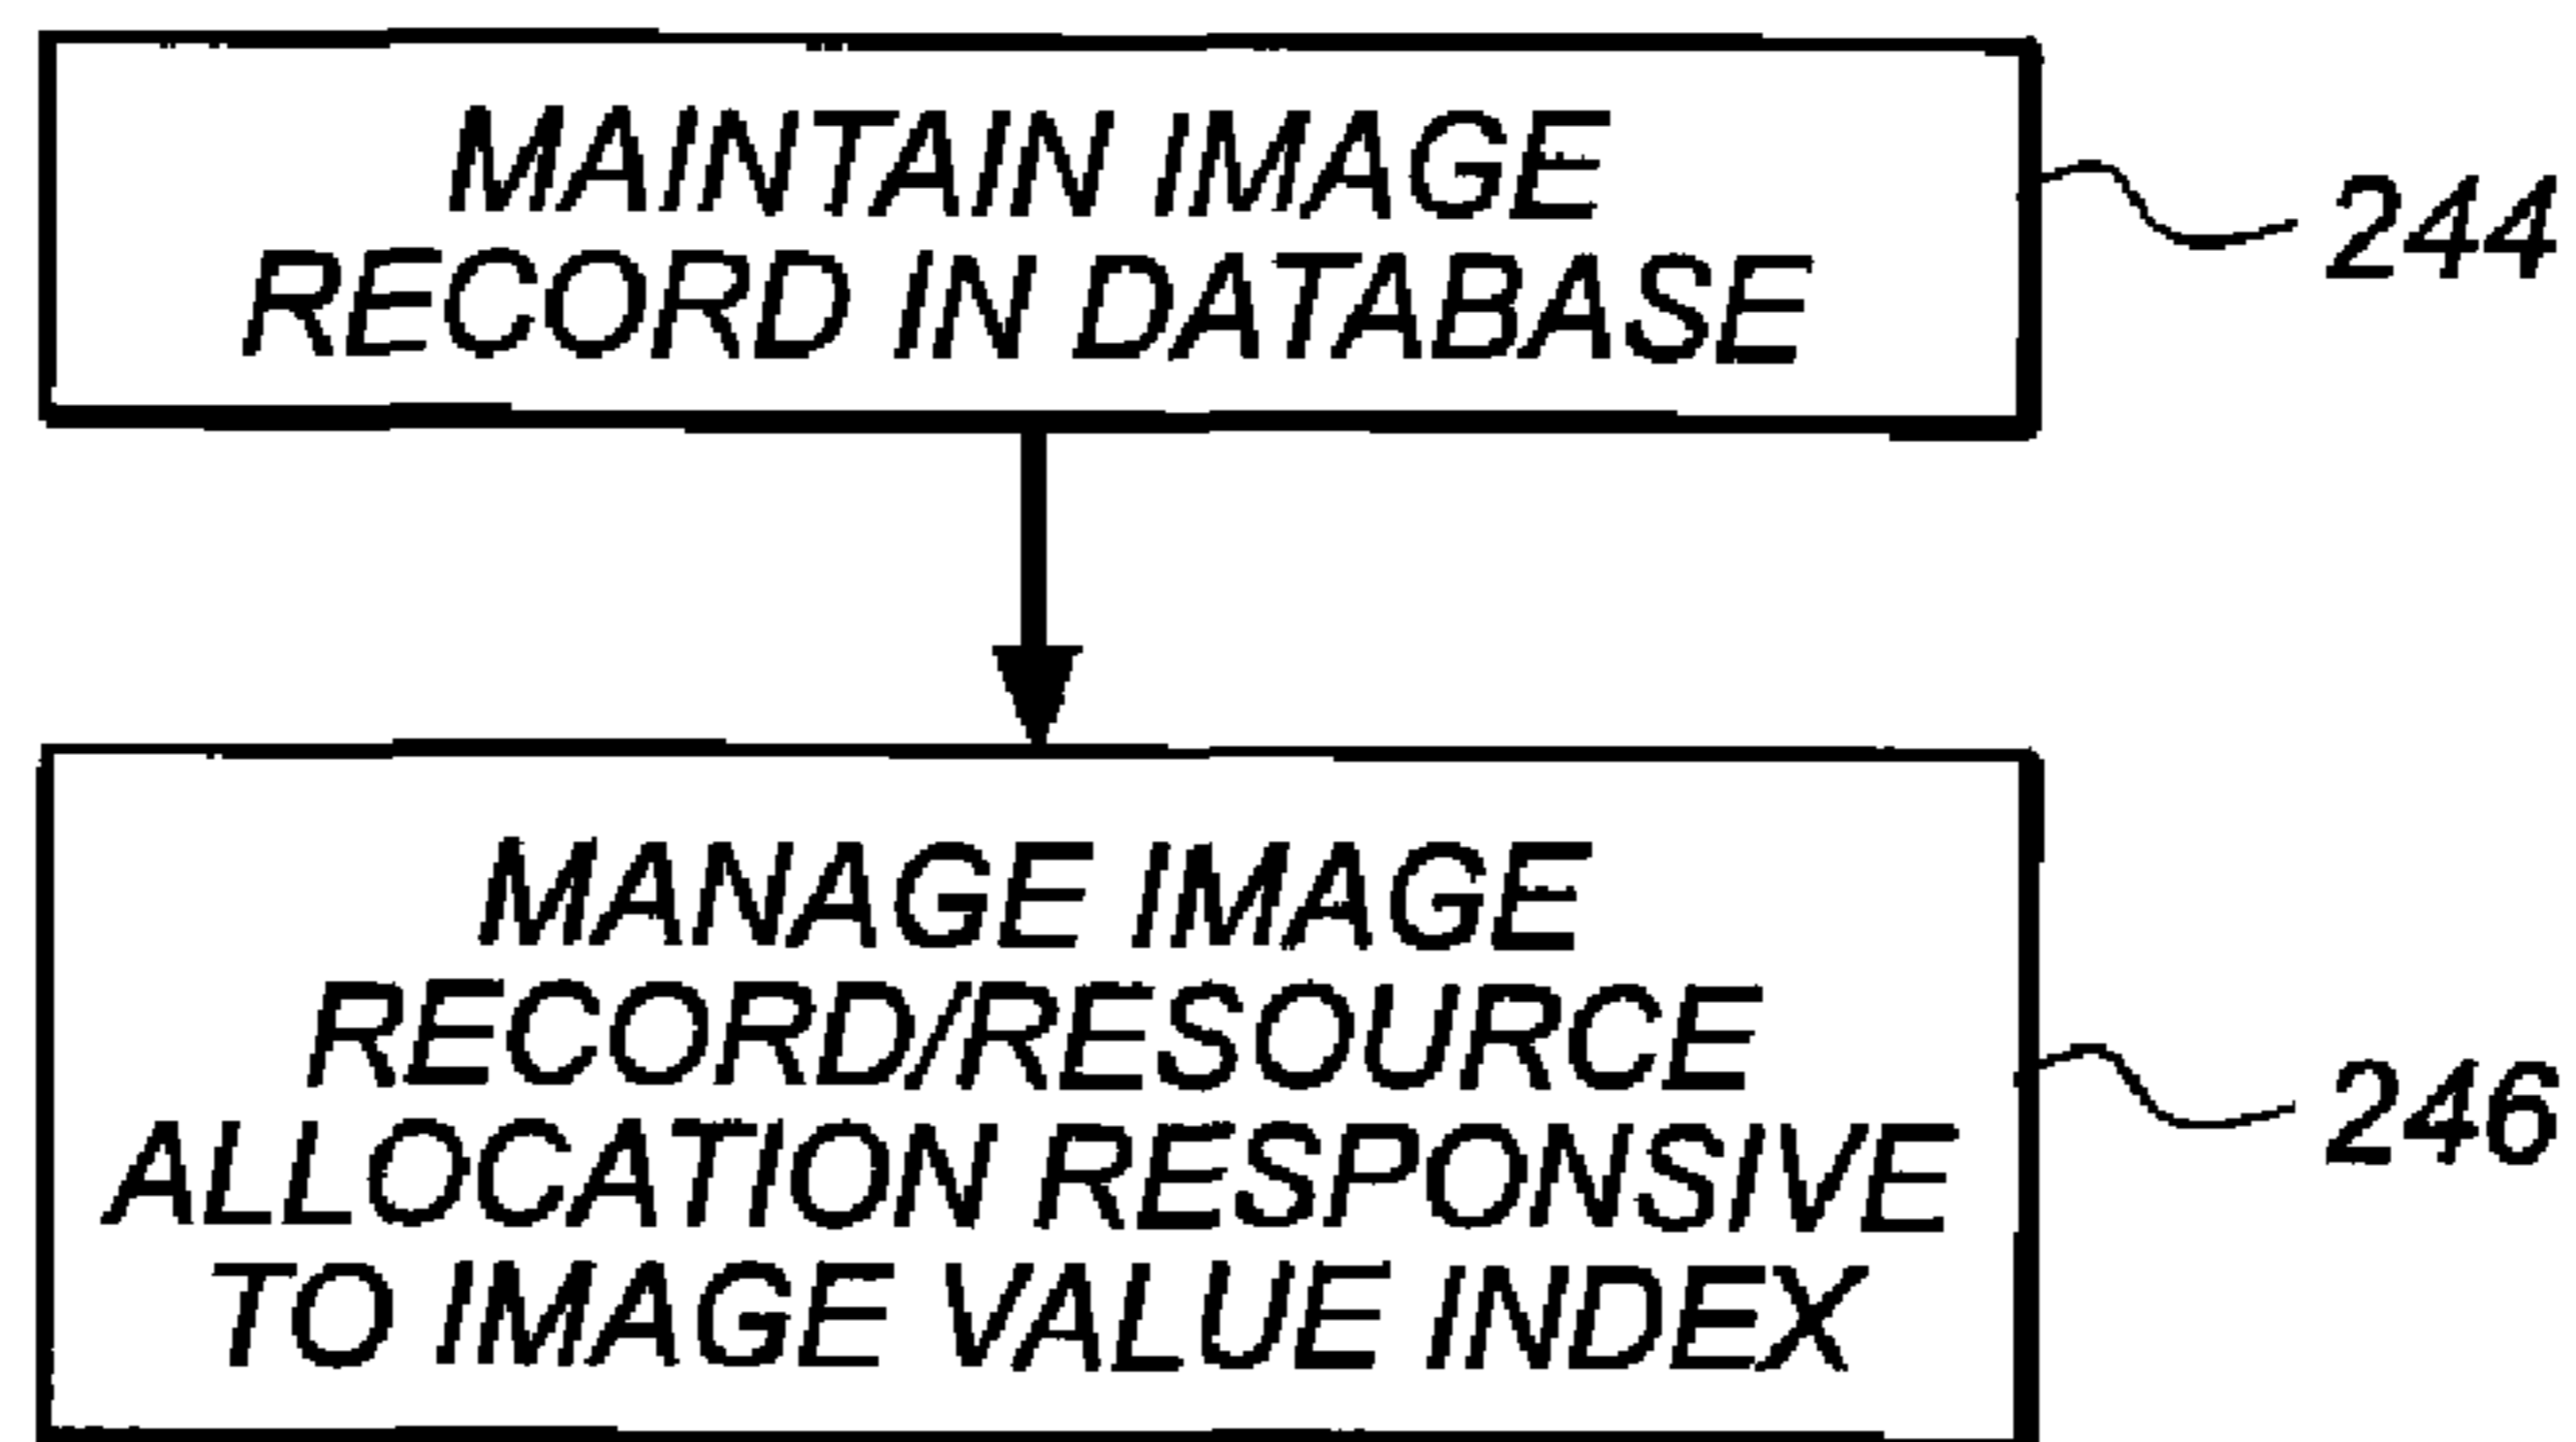 MAINTAIN IMAGE
RECORD IN DATABASE
244
MANAGE IMAGE
RECORD/RESOURCE
ALLOCATION RESPONSIVE
TO IMAGE VALUE INDEX
246